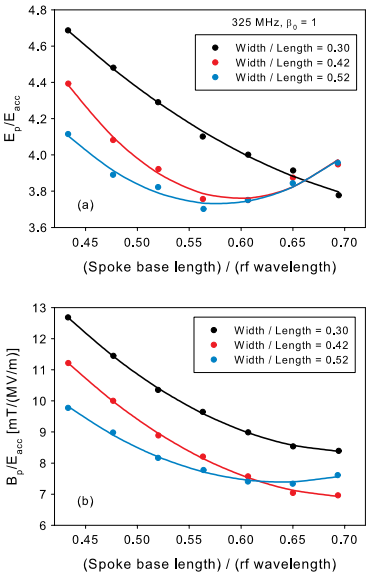 325 MHz, β₀ = 1
Width / Length = 0.30
Width / Length = 0.42
Width / Length = 0.52
4.8
4.4
4.0
3.8
3.6
Eₚ/Eₐcc
(a)
0.45 0.50 0.55 0.60 0.65 0.70
(Spoke base length) / (rf wavelength)
13
12
11
10
9
8
7
6
Bₚ/Eₐcc [mT/(MV/m)]
Width / Length = 0.30
Width / Length = 0.42
Width / Length = 0.52
(b)
0.45 0.50 0.55 0.60 0.65 0.70
(Spoke base length) / (rf wavelength)